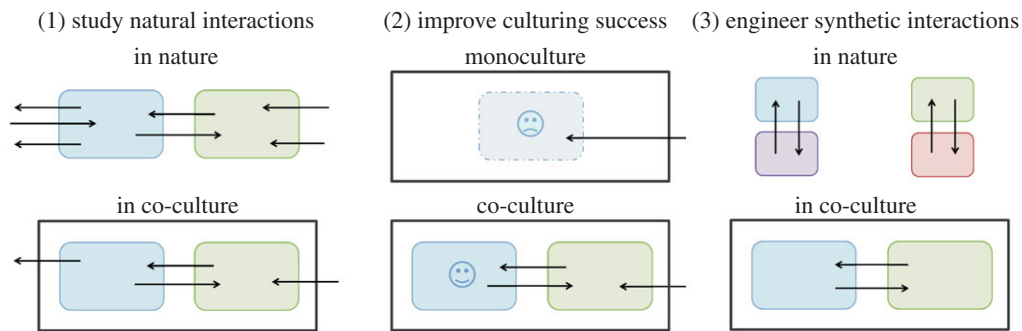 (1) study natural interactions
in nature
in co-culture
(2) improve culturing success
monoculture
co-culture
(3) engineer synthetic interactions
in nature
in co-culture